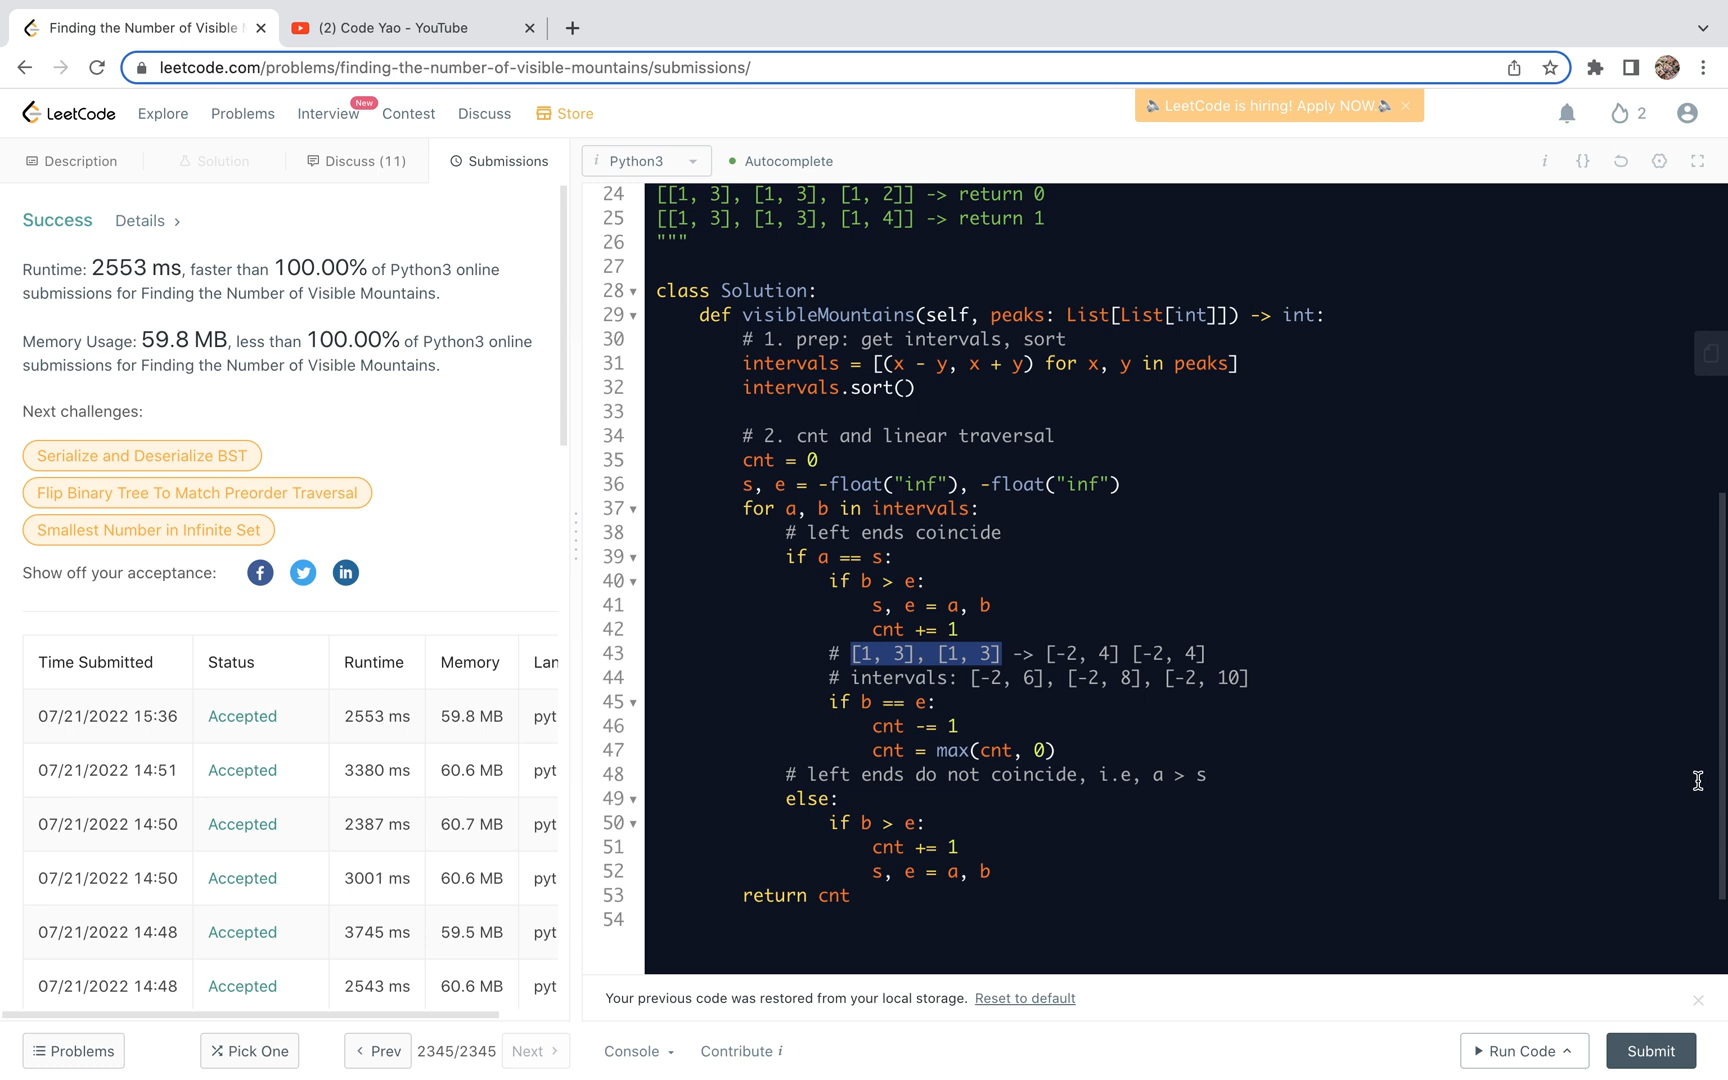 Finding the Number of Visible
(2) Code Yao - YouTube
leetcode.com/problems/finding-the-number-of-visible-mountains/submissions/
LeetCode
Explore
Problems
Interview
New
Contest
Discuss
Store
LeetCode is hiring! Apply NOW.
2
Description
Solution
Discuss (11)
Submissions
i Python3
Autocomplete
Success Details
Runtime: 2553 ms, faster than 100.00% of Python3 online
submissions for Finding the Number of Visible Mountains.
Memory Usage: 59.8 MB, less than 100.00% of Python3 online
submissions for Finding the Number of Visible Mountains.
Next challenges:
Serialize and Deserialize BST
Flip Binary Tree To Match Preorder Traversal
Smallest Number in Infinite Set
Show off your acceptance:
Time Submitted Status Runtime Memory Lan
07/21/2022 15:36 Accepted 2553 ms 59.8 MB pyt
07/21/2022 14:51 Accepted 3380 ms 60.6 MB pyt
07/21/2022 14:50 Accepted 2387 ms 60.7 MB pyt
07/21/2022 14:50 Accepted 3001 ms 60.6 MB pyt
07/21/2022 14:48 Accepted 3745 ms 59.5 MB pyt
07/21/2022 14:48 Accepted 2543 ms 60.6 MB pyt
24 [[1, 3], [1, 3], [1, 2]] -> return 0
25 [[1, 3], [1, 3], [1, 4]] -> return 1
26 """
27
28 class Solution:
29 def visibleMountains(self, peaks: List[List[int]]) -> int:
30 # 1. prep: get intervals, sort
31 intervals = [(x - y, x + y) for x, y in peaks]
32 intervals.sort()
33
34 # 2. cnt and linear traversal
35 cnt = 0
36 s, e = -float("inf"), -float("inf")
37 for a, b in intervals:
38 # left ends coincide
39 if a == s:
40 if b > e:
41 s, e = a, b
42 cnt += 1
43 # [1, 3], [1, 3] -> [-2, 4] [-2, 4]
44 # intervals: [-2, 6], [-2, 8], [-2, 10]
45 if b == e:
46 cnt -= 1
47 cnt = max(cnt, 0)
48 # left ends do not coincide, i.e, a > s
49 else:
50 if b > e:
51 cnt += 1
52 s, e = a, b
53 return cnt
54
Your previous code was restored from your local storage. Reset to default
Problems
Pick One
Prev
2345/2345
Next
Console
Contribute i
Run Code
Submit